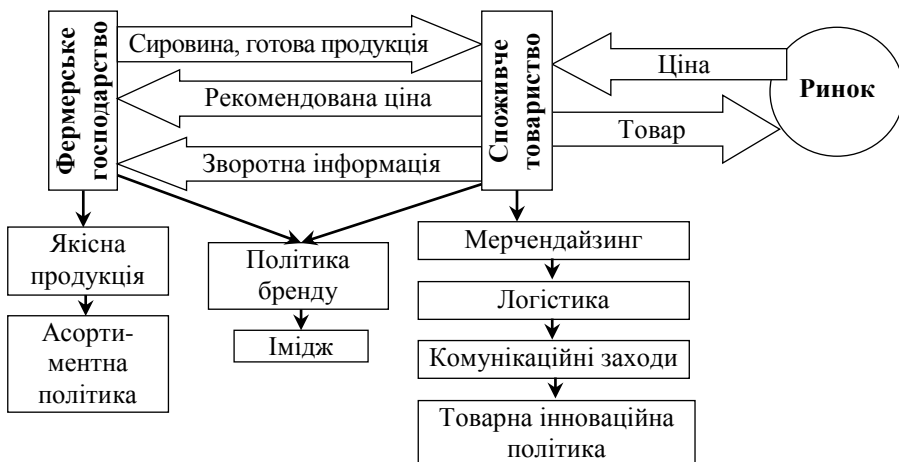 Фермерське
господарство
Сировина, готова продукція
Рекомендована ціна
Зворотна інформація
Споживче
товариство
Ціна
Товар
Ринок
Якісна
продукція
Асорти-
ментна
політика
Політика
бренду
Імідж
Мерчендайзинг
Логістика
Комунікаційні заходи
Товарна інноваційна
політика